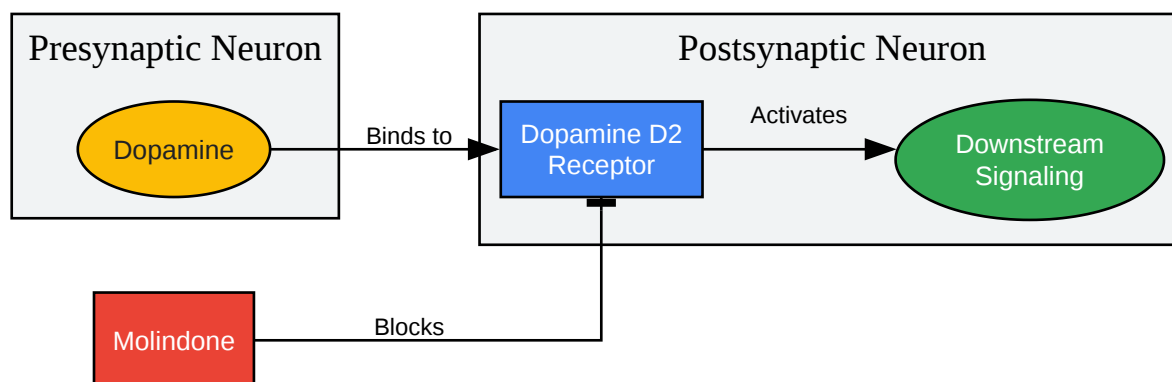 Presynaptic Neuron
Postsynaptic Neuron
Dopamine
Binds to
Dopamine D2
Receptor
Activates
Downstream
Signaling
Molindone
Blocks